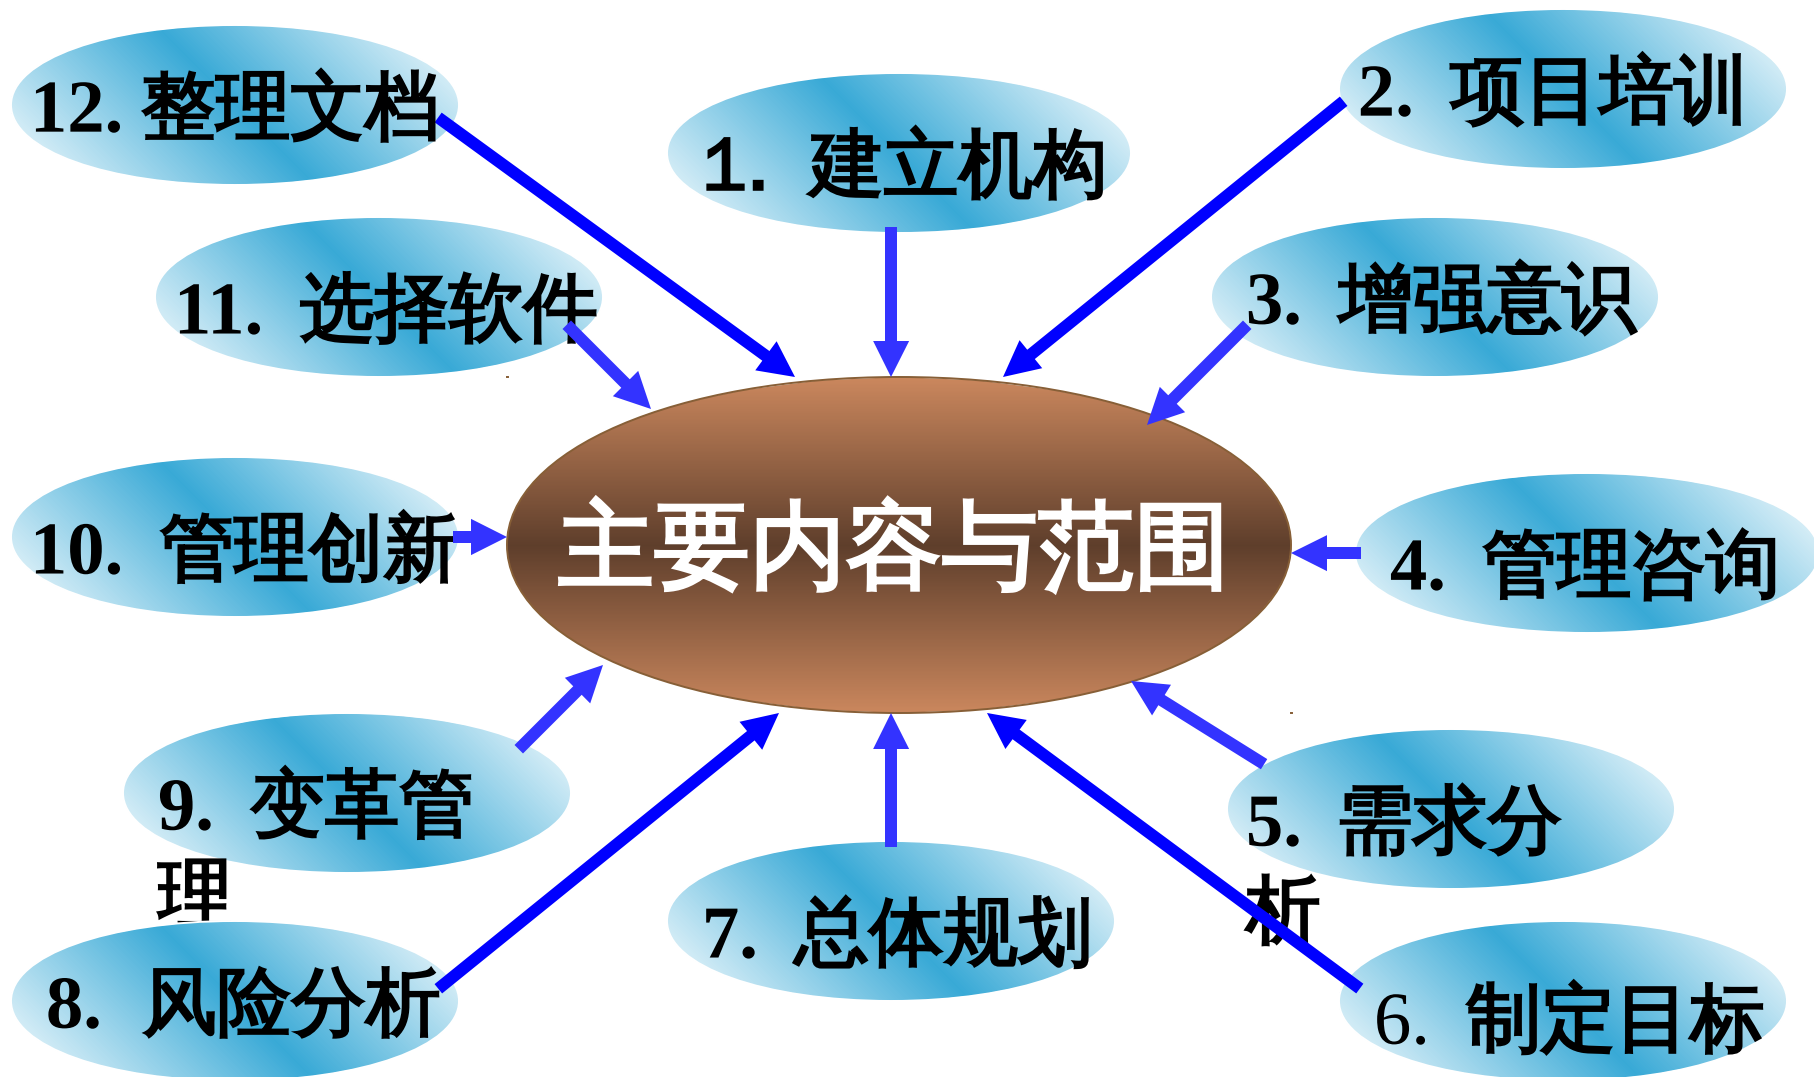 12. 整理文档
1. 建立机构
2. 项目培训
11. 选择软件
3. 增强意识
主要内容与范围
10. 管理创新
4. 管理咨询
9. 变革管
理
5. 需求分
析
8. 风险分析
7. 总体规划
6. 制定目标